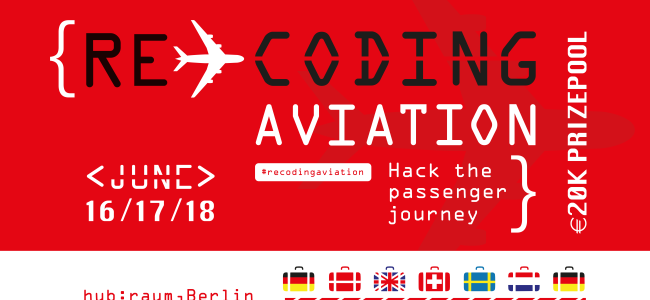 {RE CODING
AVIATION
€20K PRIZEPOOL
<JUNE>
16/17/18
#recodingaviation
Hack the
passenger
journey }
hub:raum,Berlin